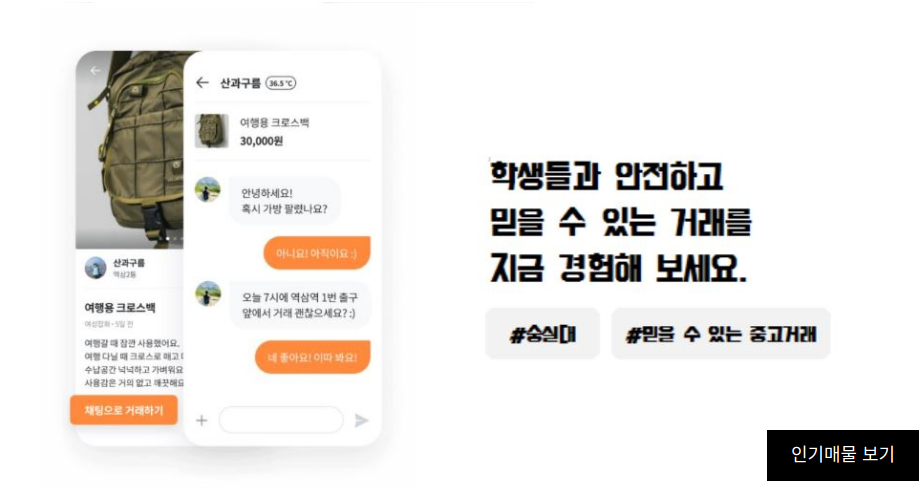 산과구름 36.5℃
여행용 크로스백
30,000원
안녕하세요!
혹시 가방 팔렸나요?
아니요! 아직이요 :)
오늘 7시에 역삼역 1번 출구
앞에서 거래 괜찮으세요? :)
네 좋아요! 이따 봐요!
산과구름
역삼2동
여행용 크로스백
여성잡화 · 5일 전
여행갈 때 잠깐 사용했어요.
여행 다닐 때 크로스로 메고
수납공간 넉넉하고 가벼워요
사용감은 거의 없고 깨끗해요
채팅으로 거래하기
학생들과 안전하고
믿을 수 있는 거래를
지금 경험해 보세요.
#숭실대
#믿을 수 있는 중고거래
인기매물 보기